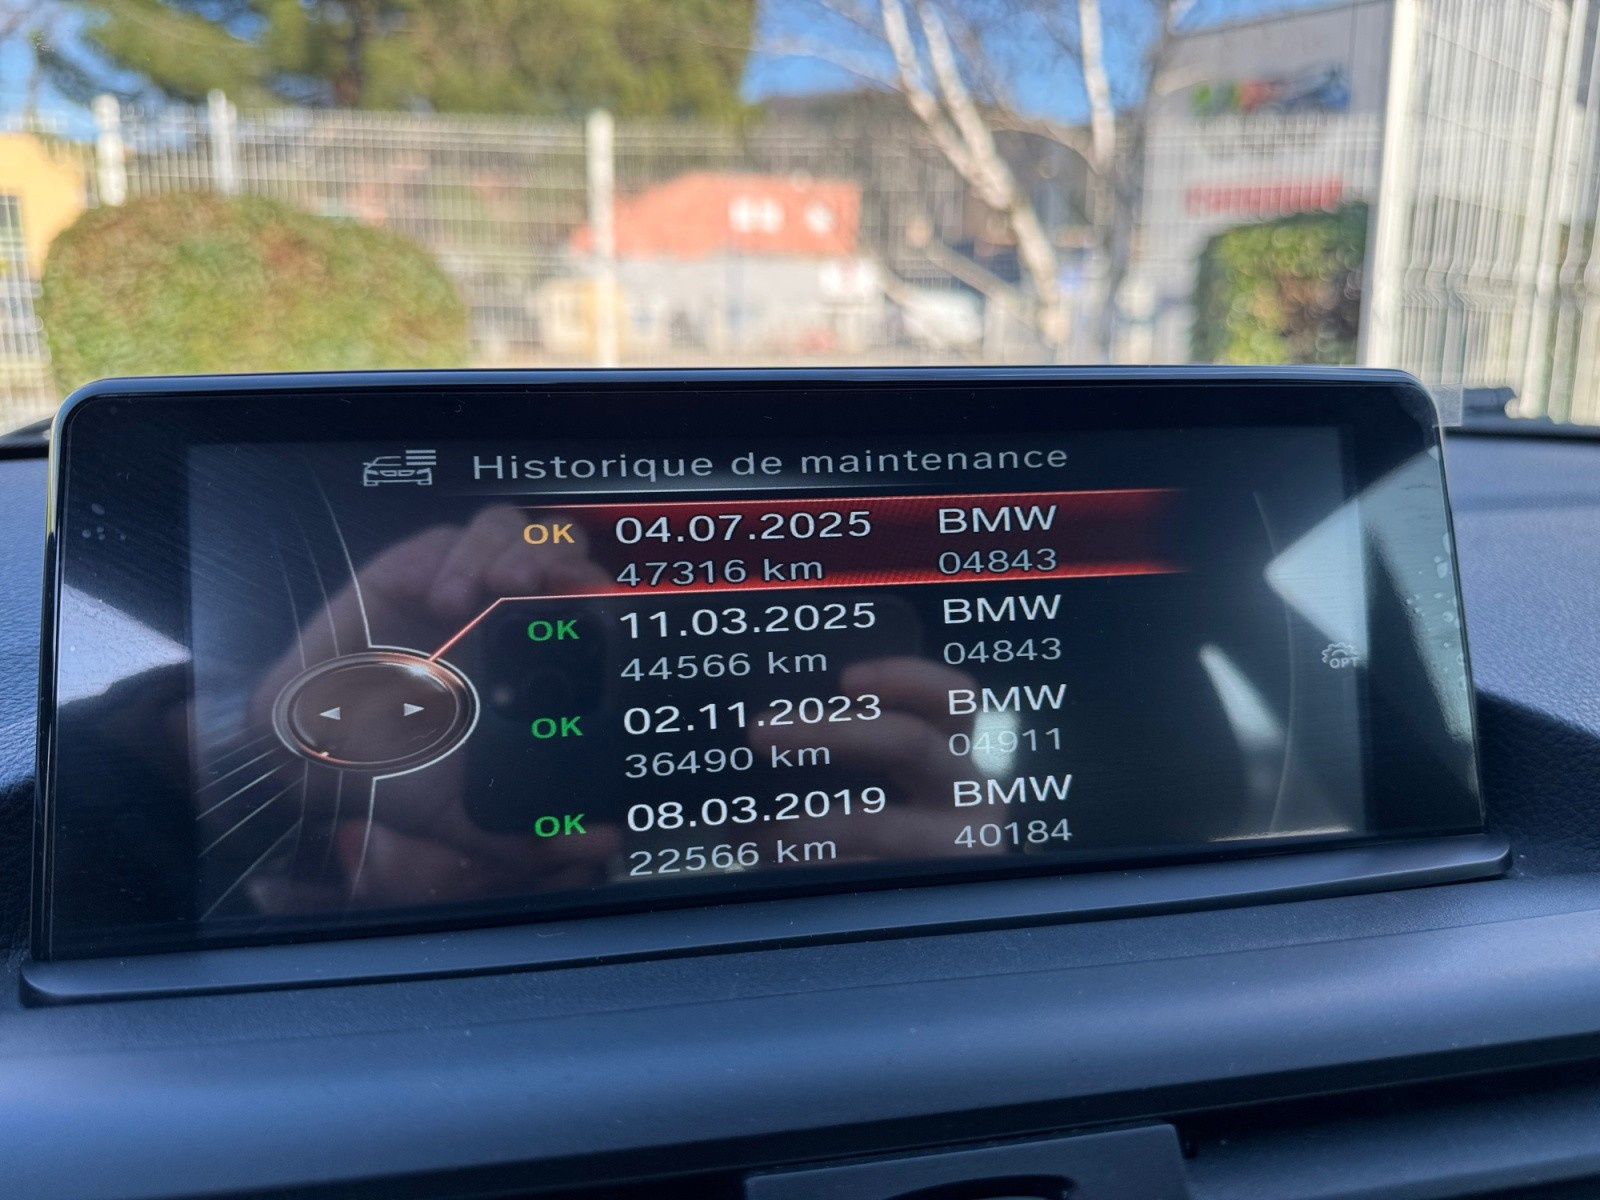 Historique de maintenance
OK 04.07.2025 BMW
47316 km 04843
OK 11.03.2025 BMW
44566 km 04843
OK 02.11.2023 BMW
36490 km 04911
OK 08.03.2019 BMW
22566 km 40184
OPT